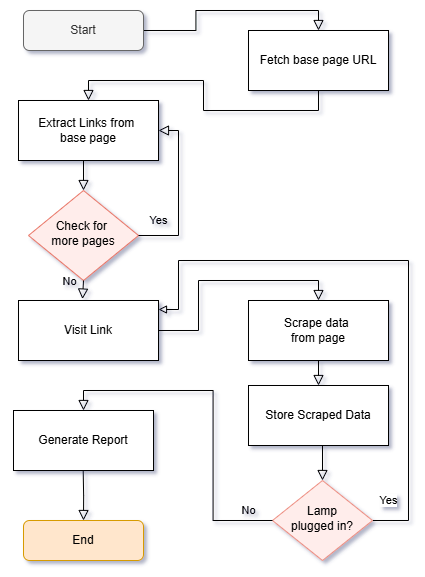 Start
Fetch base page URL
Extract Links from
base page
Check for
more pages
Yes
No
Visit Link
Scrape data
from page
Store Scraped Data
Generate Report
Lamp
plugged in?
Yes
No
End